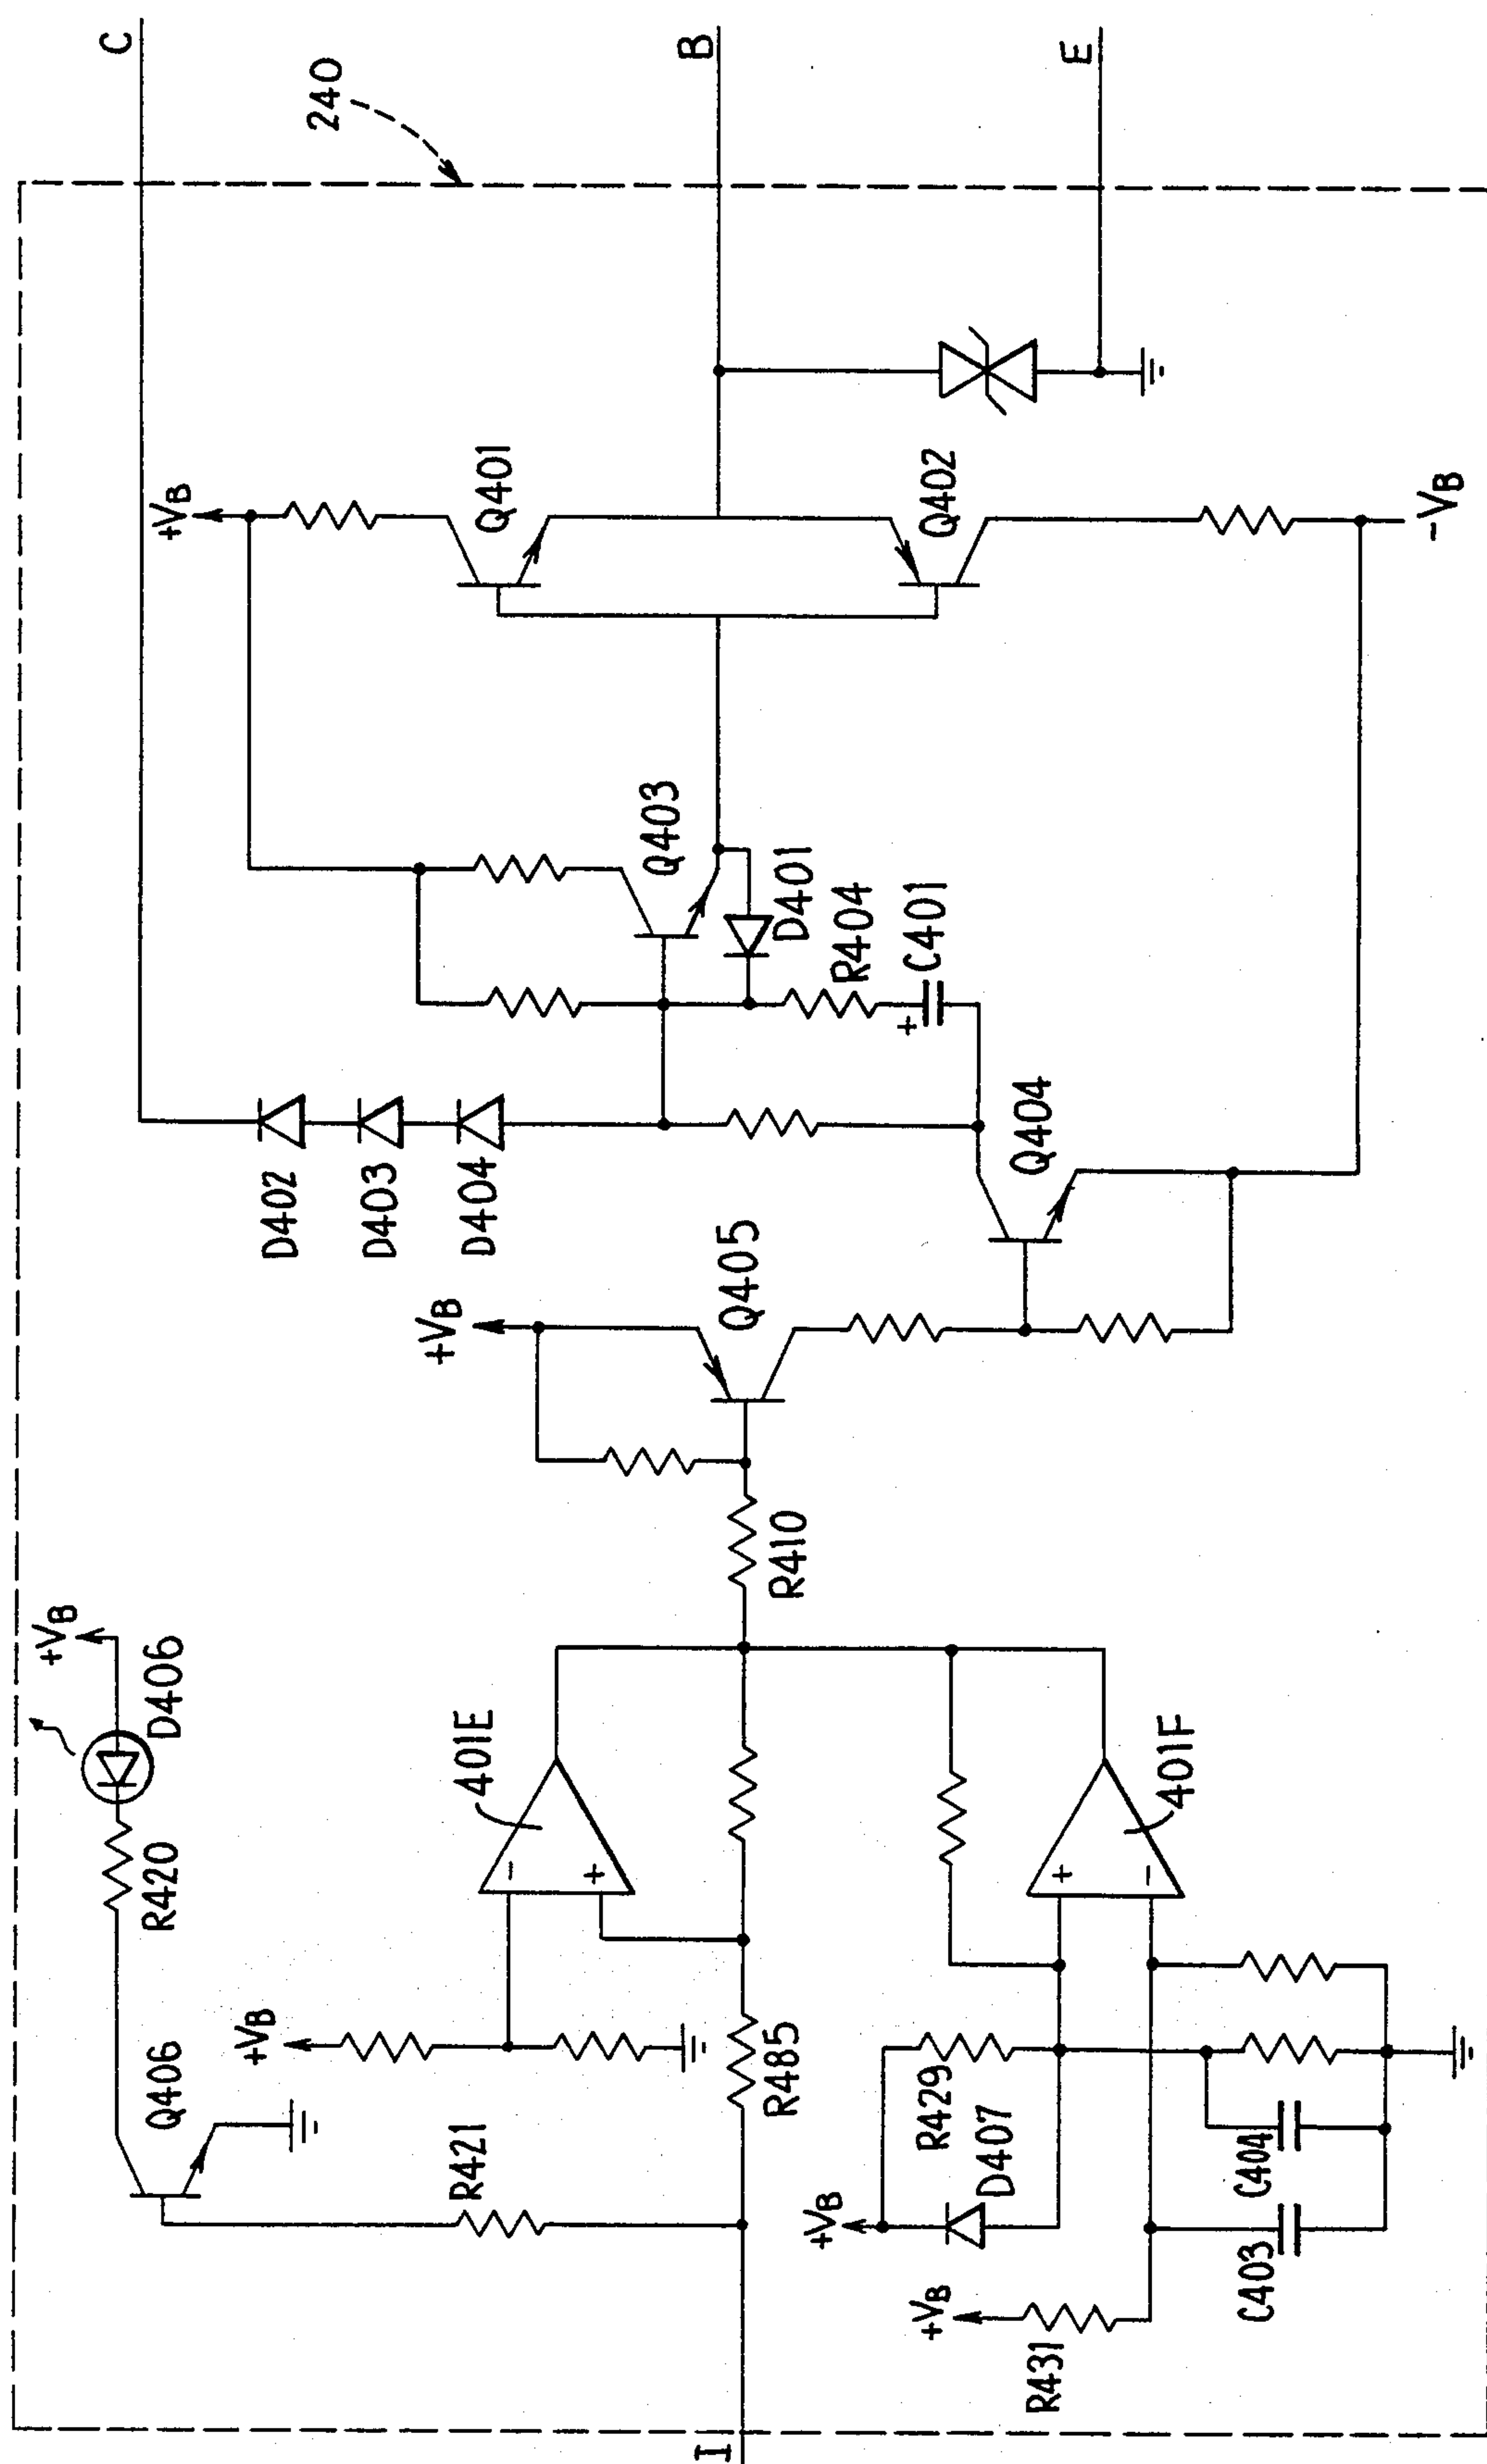 C
240
B
E
+VB
Q401
Q402
-VB
Q403
D401
R404
+
C401
D402
D403
D404
Q404
+VB
Q405
R410
+VB
D406
R420
Q406
401E
-
+
+VB
R421
R485
401F
+
-
R429
D407
+VB
C404
C403
+VB
R431
I